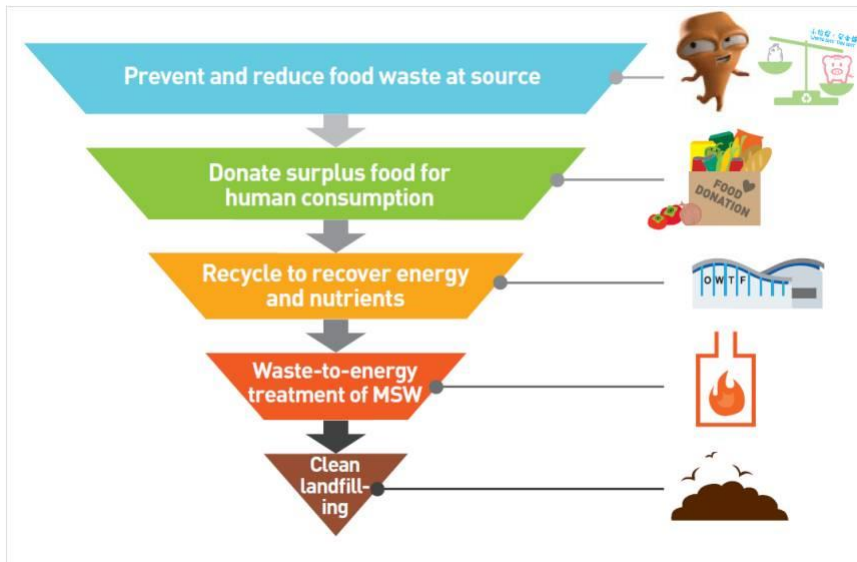 Prevent and reduce food waste at source
Donate surplus food for
human consumption
FOOD
DONATION
Recycle to recover energy
and nutrients
OWTF
Waste-to-energy
treatment of MSW
Clean
landfill-
ing